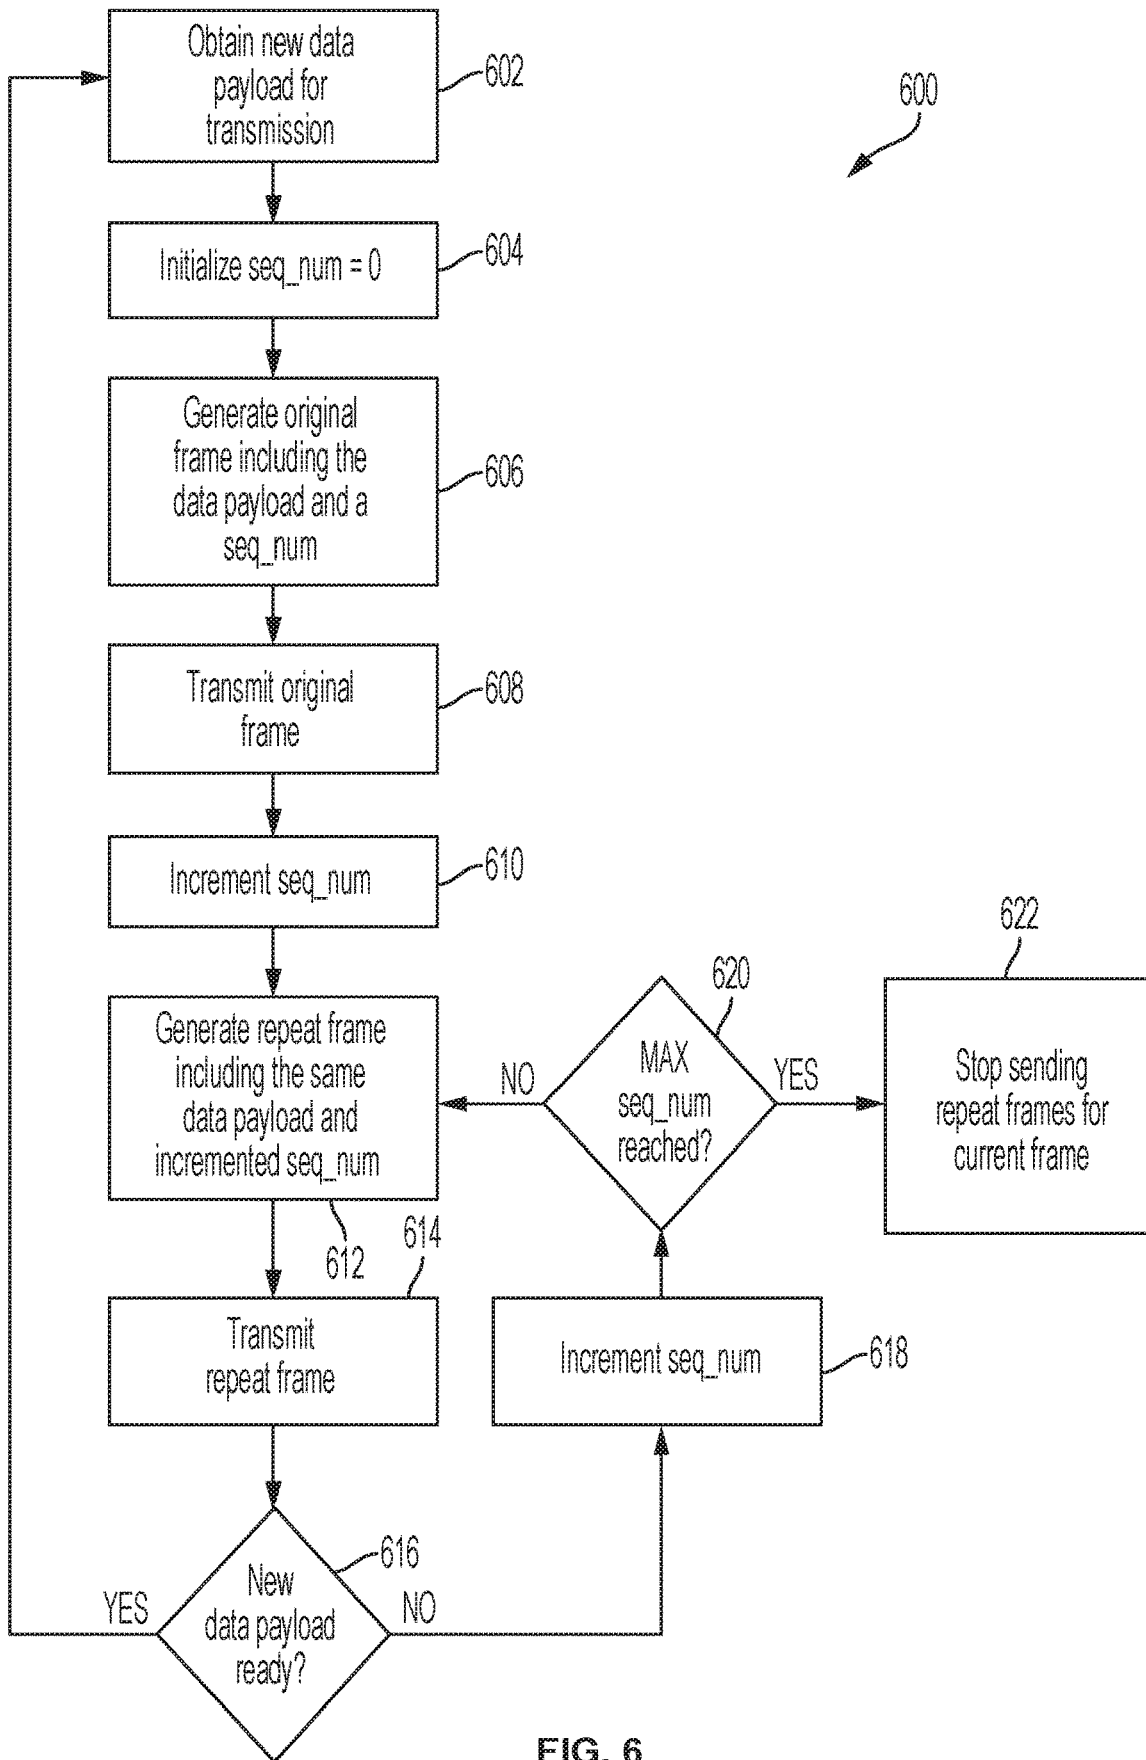 Obtain new data
payload for
transmission
602
600
Initialize seq_num = 0
604
Generate original
frame including the
data payload and a
seq_num
606
Transmit original
frame
608
Increment seq_num
610
Generate repeat frame
including the same
data payload and
incremented seq_num
612
NO
MAX
seq_num
reached?
620
YES
622
Stop sending
repeat frames for
current frame
614
Transmit
repeat frame
Increment seq_num
618
616
YES
New
data payload
ready?
NO
FIG. 6